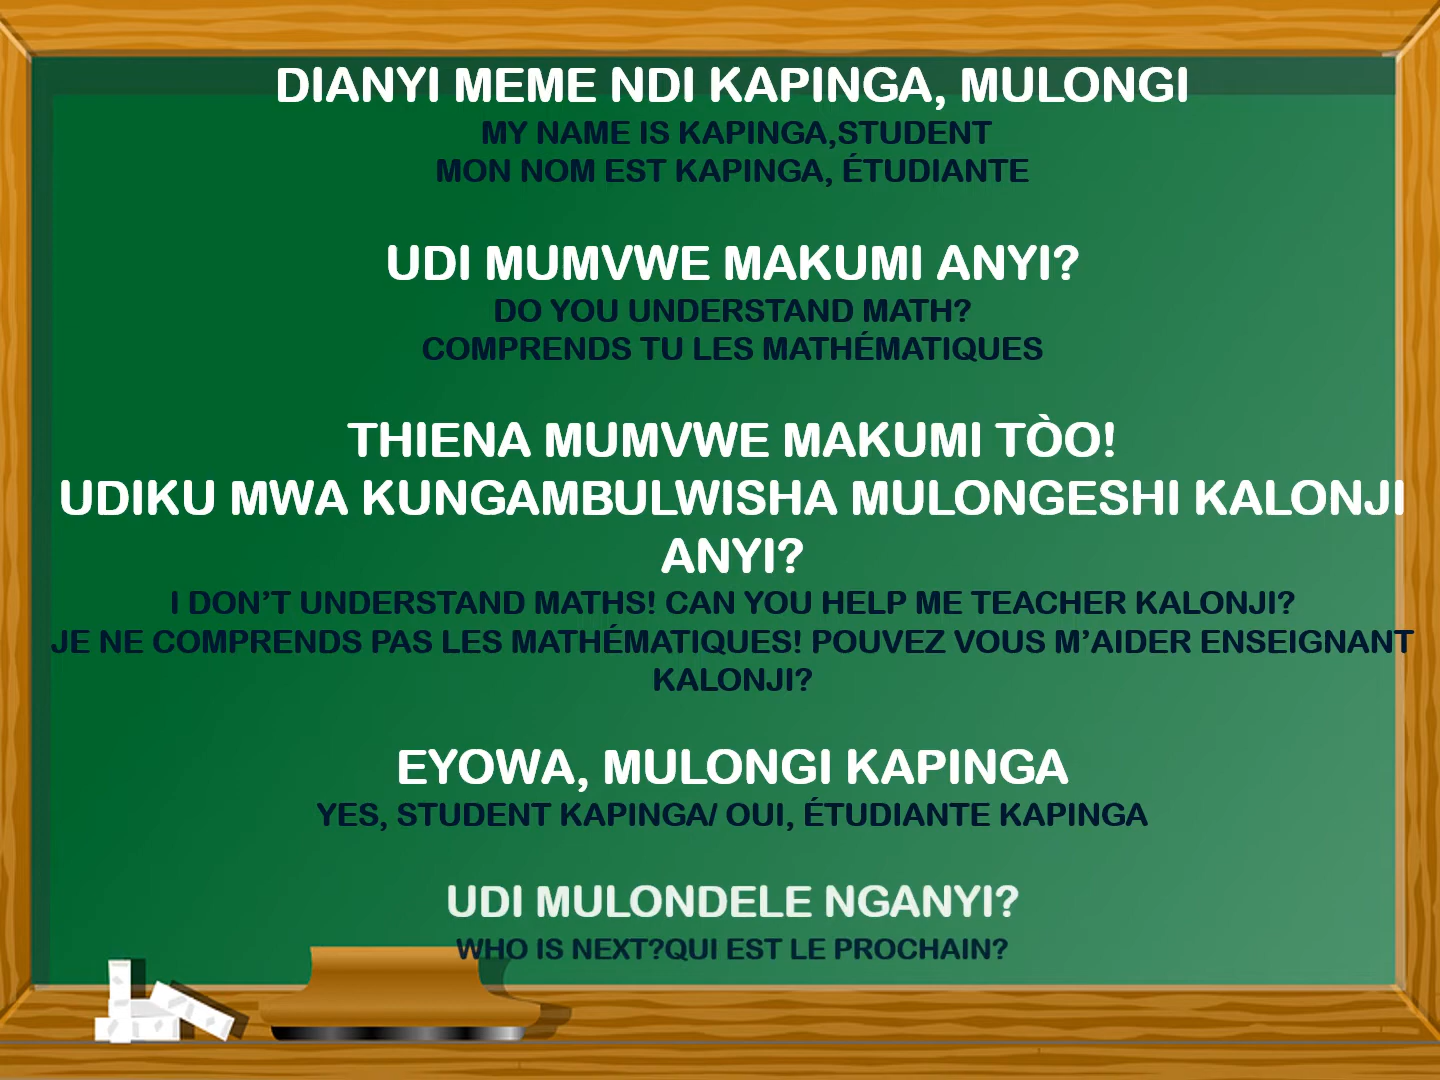 DIANYI MEME NDI KAPINGA, MULONGI
MY NAME IS KAPINGA,STUDENT
MON NOM EST KAPINGA, ÉTUDIANTE
UDI MUMVWE MAKUMI ANYI?
DO YOU UNDERSTAND MATH?
COMPRENDS TU LES MATHÉMATIQUES
THIENA MUMVWE MAKUMI TÒO!
UDIKU MWA KUNGAMBULWISHA MULONGESHI KALONJI
ANYI?
I DON’T UNDERSTAND MATHS! CAN YOU HELP ME TEACHER KALONJI?
JE NE COMPRENDS PAS LES MATHÉMATIQUES! POUVEZ VOUS M’AIDER ENSEIGNANT
KALONJI?
EYOWA, MULONGI KAPINGA
YES, STUDENT KAPINGA/ OUI, ÉTUDIANTE KAPINGA
UDI MULONDELE NGANYI?
WHO IS NEXT?QUI EST LE PROCHAIN?